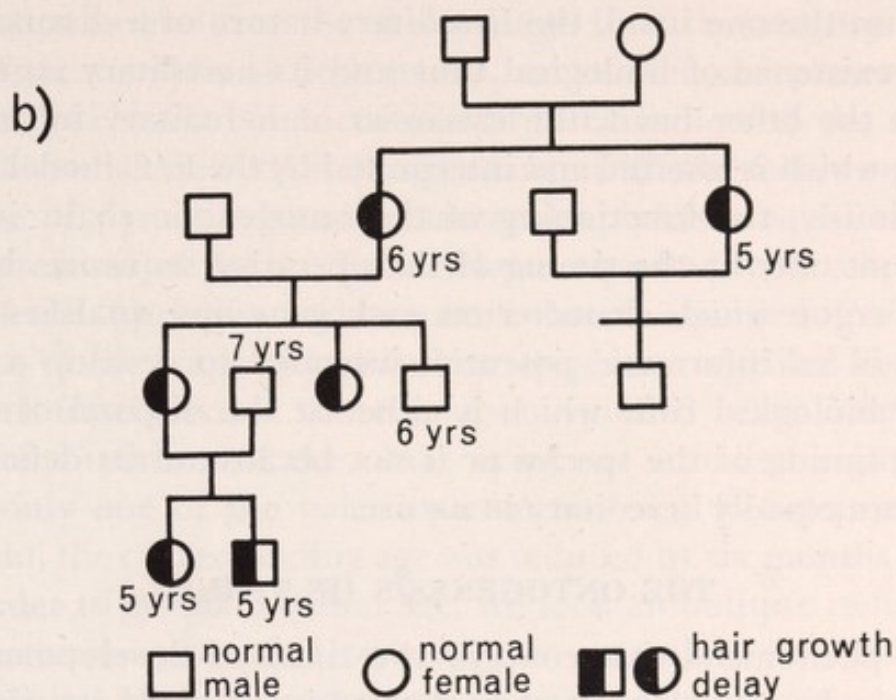 b)
6 yrs
5 yrs
7 yrs
6 yrs
5 yrs
5 yrs
normal
male
normal
female
hair growth
delay